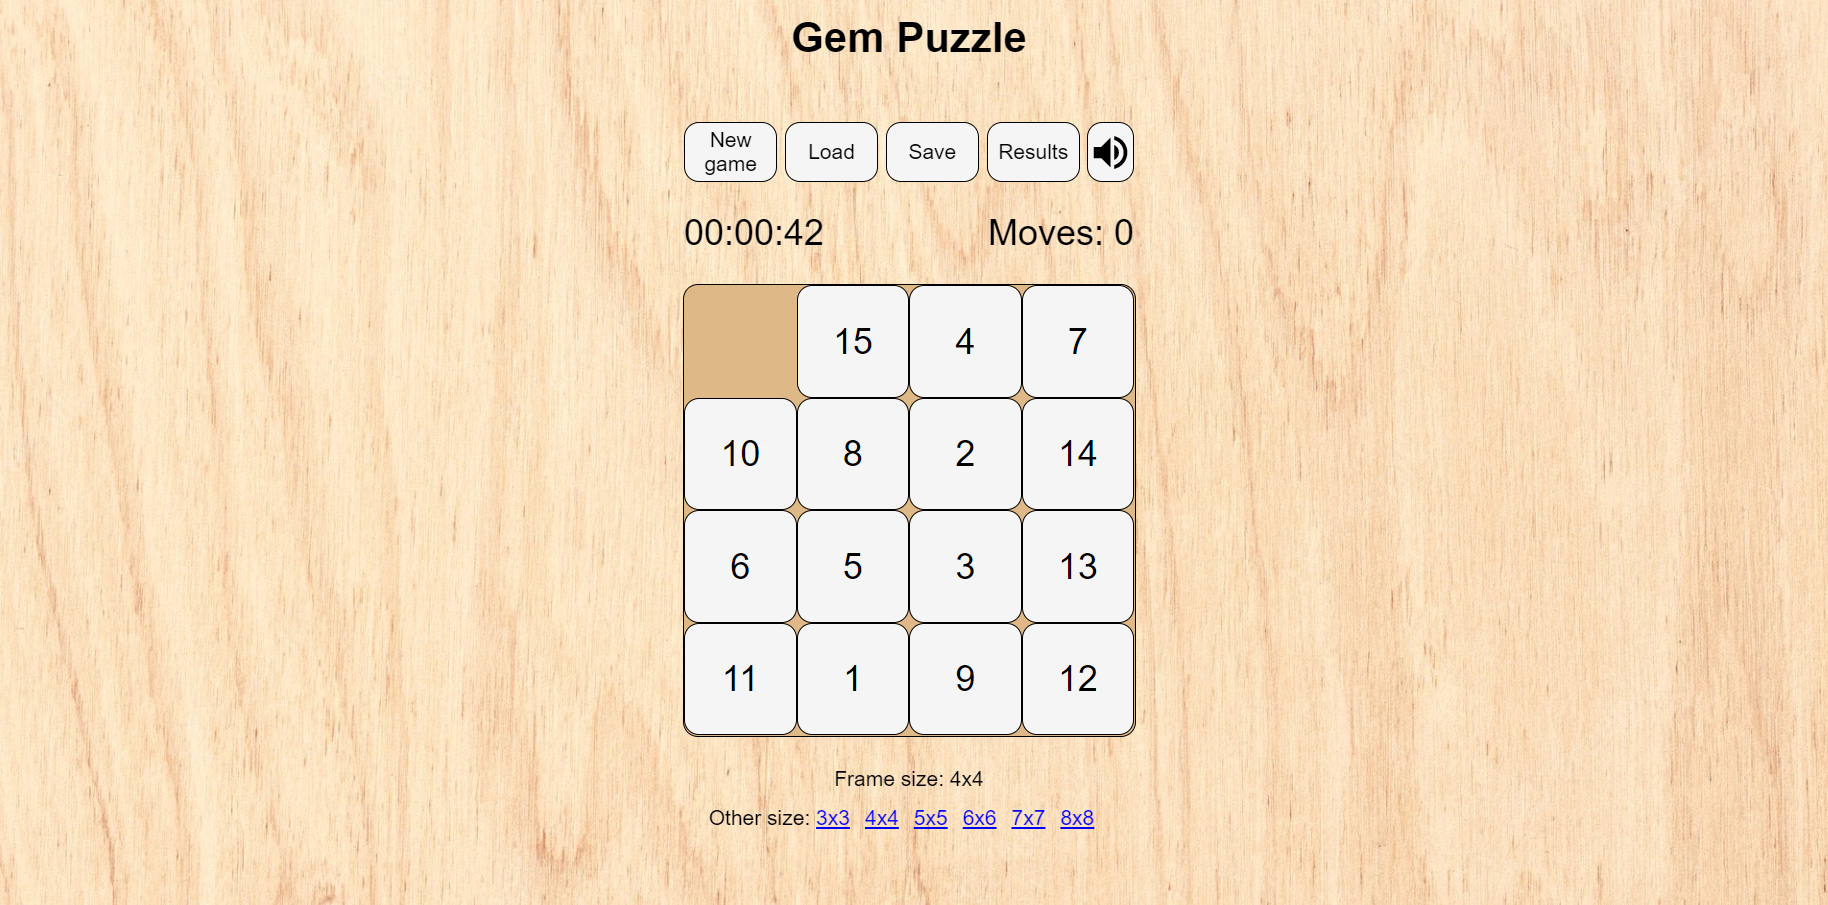 Gem Puzzle
New
game
Load
Save
Results
00:00:42
Moves: 0
15 4 7
10 8 2 14
6 5 3 13
11 1 9 12
Frame size: 4x4
Other size: 3x3 4x4 5x5 6x6 7x7 8x8